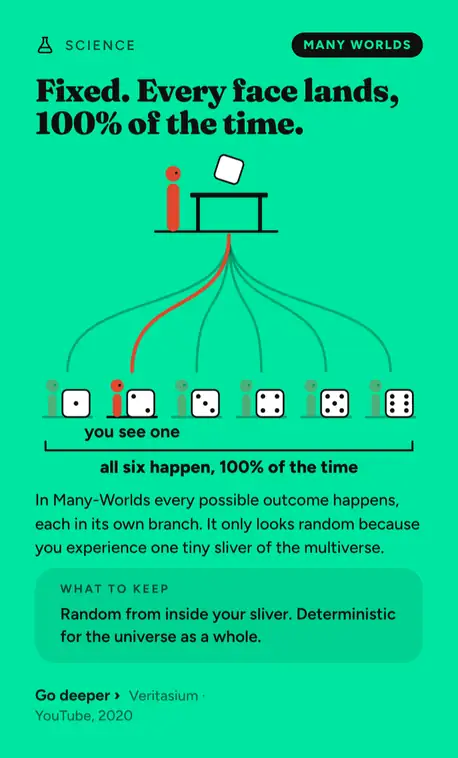 SCIENCE
MANY WORLDS
Fixed. Every face lands,
100% of the time.
you see one
all six happen, 100% of the time
In Many-Worlds every possible outcome happens,
each in its own branch. It only looks random because
you experience one tiny sliver of the multiverse.
WHAT TO KEEP
Random from inside your sliver. Deterministic
for the universe as a whole.
Go deeper › Veritasium ·
YouTube, 2020